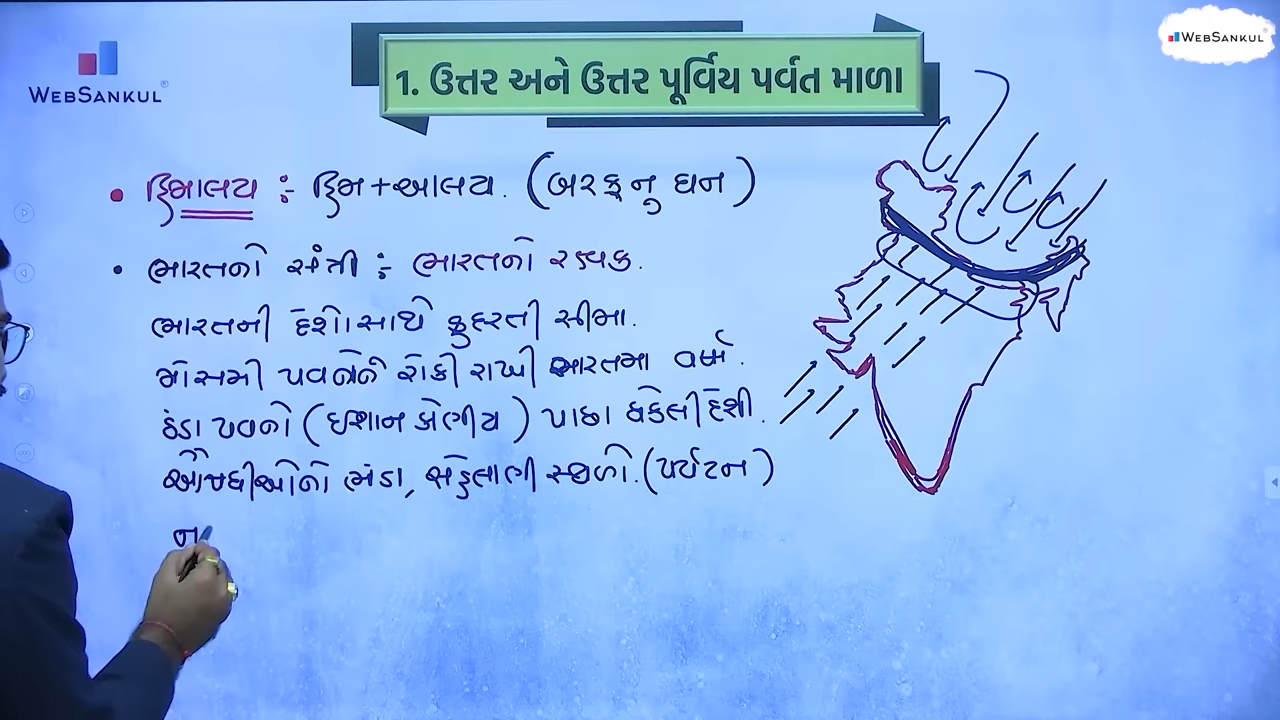 WEBSANKUL
WEBSANKUL
1. ઉત્તર અને ઉત્તર પૂર્વિય પર્વત માળા
• હિમાલય : હિમ+આલય. (બરફનુ ઘન)
• ભારતનો સંત્રી : ભારતનો રક્ષક.
ભારતની દેશો સાથે કુદરતી સીમા.
મોસમી પવનોને રોકી રાખી ભારતમા વર્ષા.
ઠંડા પવનો (ઇશાન કોણીય) પાછા ધકેલી દેશી.
ઔષધીઓનો ભંડા, સહેલાણી સ્થળો. (પર્યટન)
ન